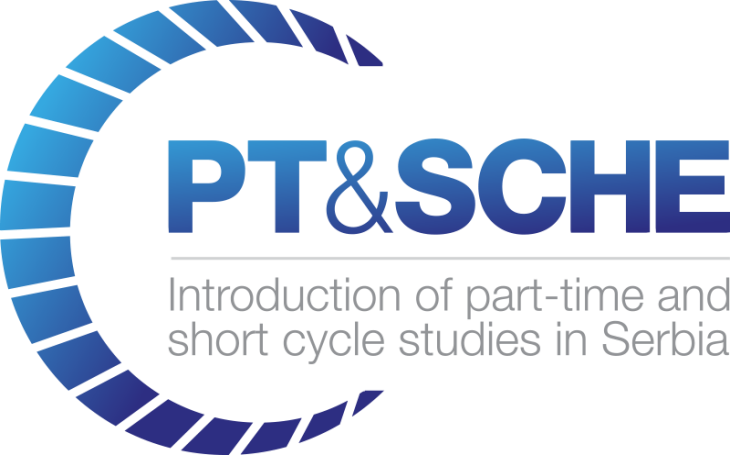 PT&SCHE
Introduction of part-time and
short cycle studies in Serbia